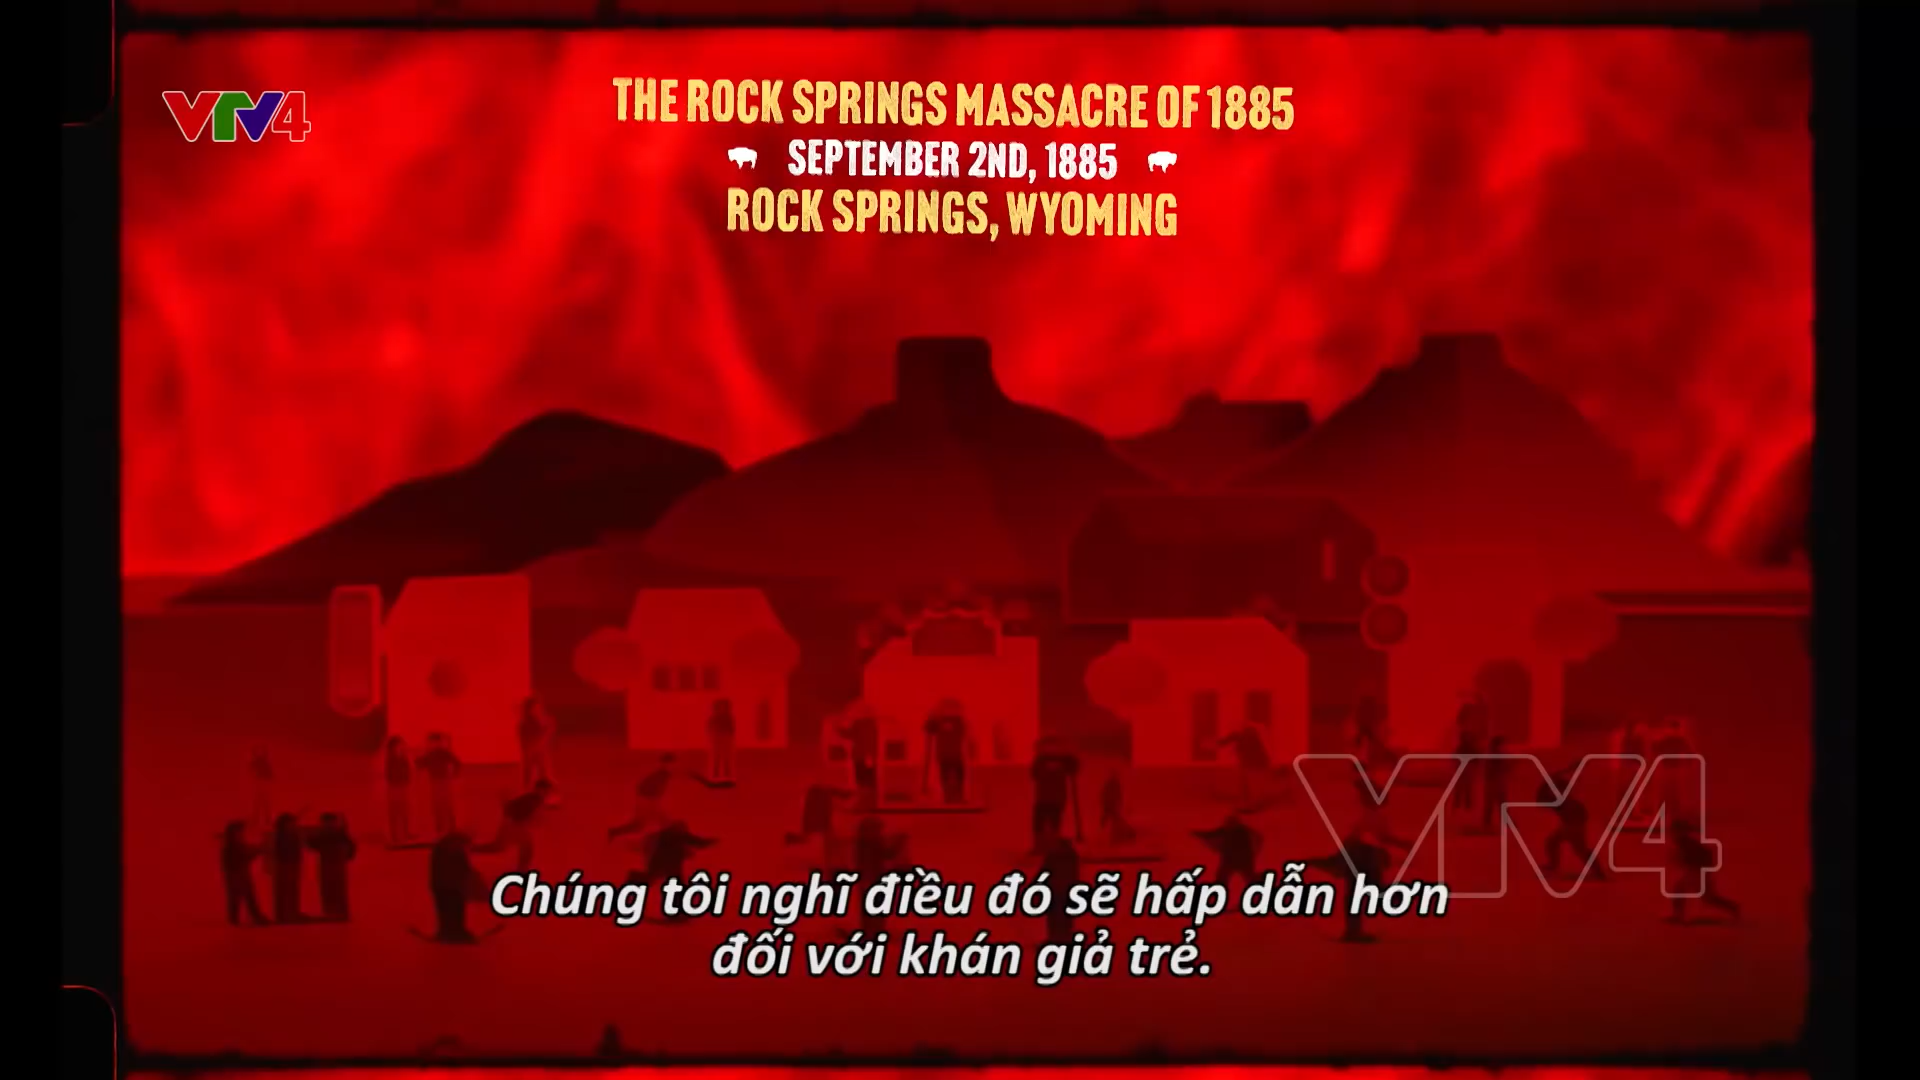 VTV4
THE ROCK SPRINGS MASSACRE OF 1885
SEPTEMBER 2ND, 1885
ROCK SPRINGS, WYOMING
VTV4
Chúng tôi nghĩ điều đó sẽ hấp dẫn hơn
đối với khán giả trẻ.